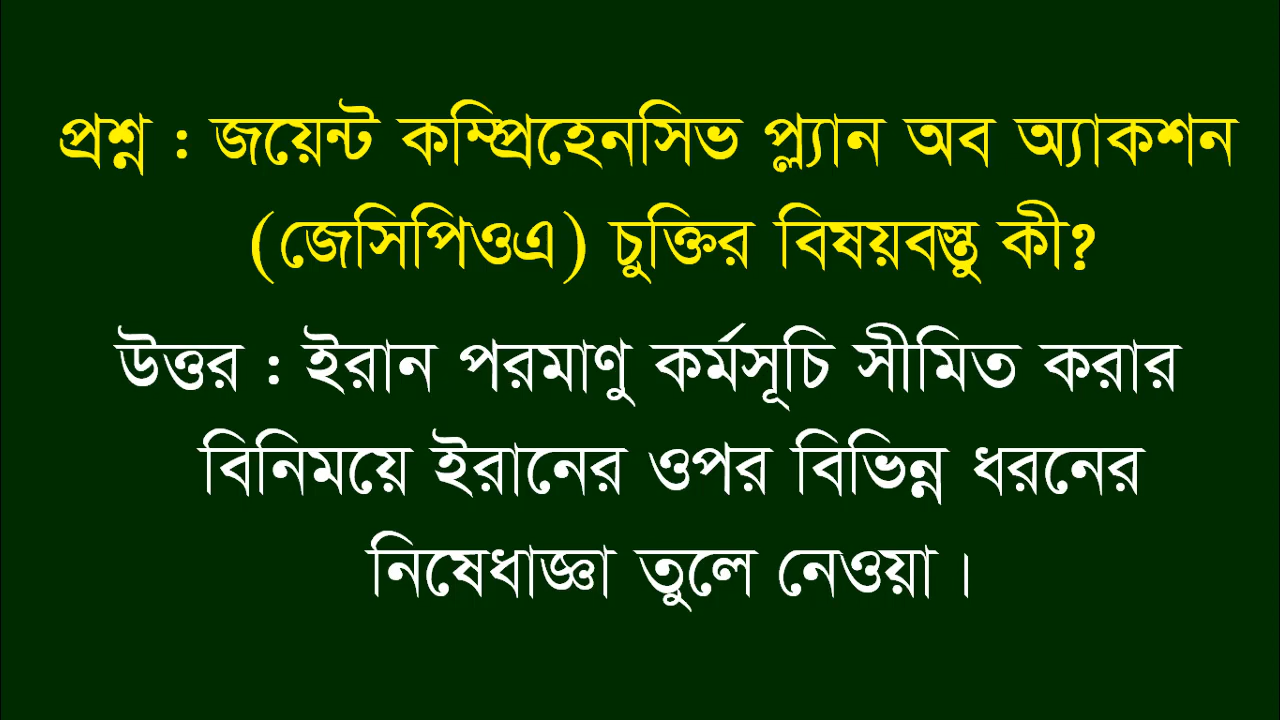 প্রশ্ন : জয়েন্ট কম্প্রিহেনসিভ প্ল্যান অব অ্যাকশন
(জেসিপিওএ) চুক্তির বিষয়বস্তু কী?
উত্তর : ইরান পরমাণু কর্মসূচি সীমিত করার
বিনিময়ে ইরানের ওপর বিভিন্ন ধরনের
নিষেধাজ্ঞা তুলে নেওয়া।